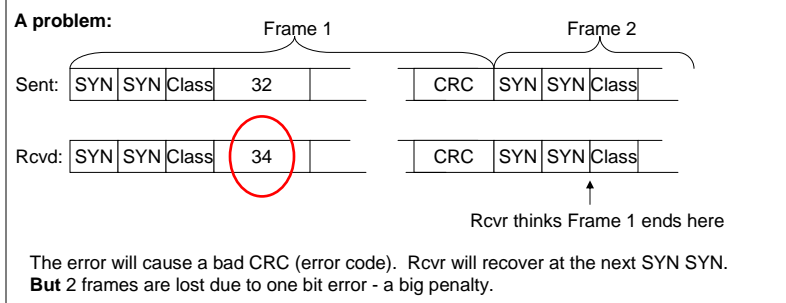 A problem:
Frame 1 Frame 2
Sent: SYN SYN Class 32 CRC SYN SYN Class
Rcvd: SYN SYN Class 34 CRC SYN SYN Class
Rcvr thinks Frame 1 ends here
The error will cause a bad CRC (error code). Rcvr will recover at the next SYN SYN.
But 2 frames are lost due to one bit error - a big penalty.